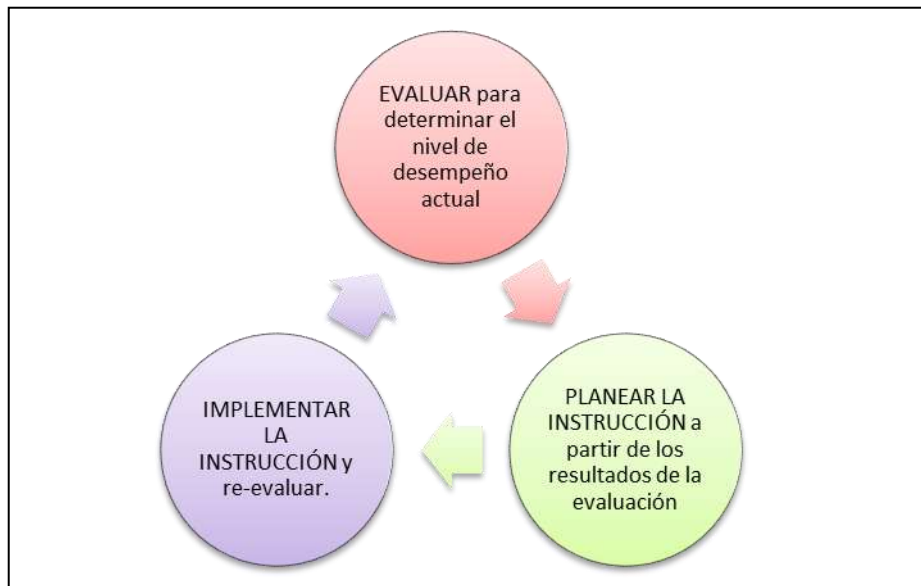 EVALUAR para
determinar el
nivel de
desempeño
actual
PLANEAR LA
INSTRUCCIÓN a
partir de los
resultados de la
evaluación
IMPLEMENTAR
LA
INSTRUCCIÓN y
re-evaluar.